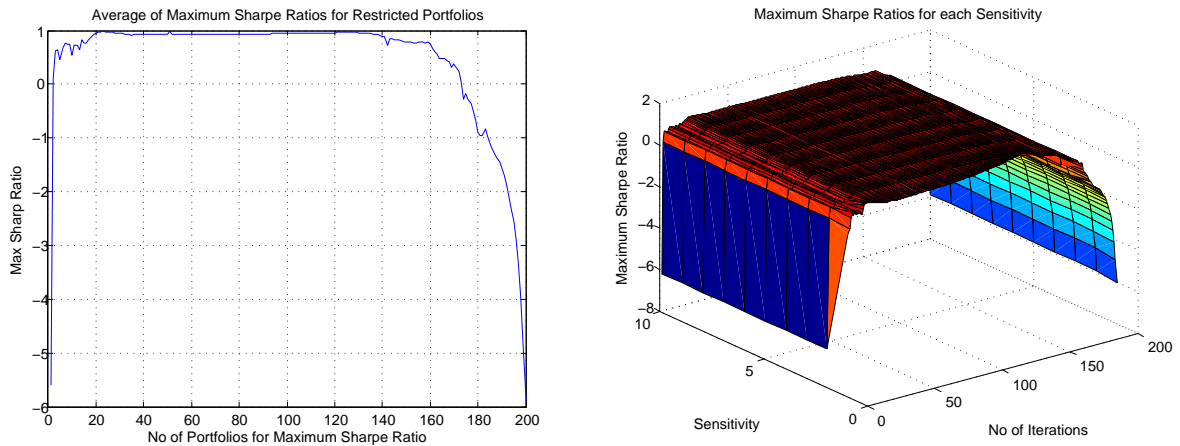 Average of Maximum Sharpe Ratios for Restricted Portfolios
1
0
−1
−2
−3
−4
−5
−6
0 20 40 60 80 100 120 140 160 180 200
Max Sharp Ratio
No of Portfolios for Maximum Sharpe Ratio
Maximum Sharpe Ratios for each Sensitivity
2
0
−2
−4
−6
−8
Maximum Sharpe Ratio
10
5
0
Sensitivity
0
50
100
150
200
No of Iterations